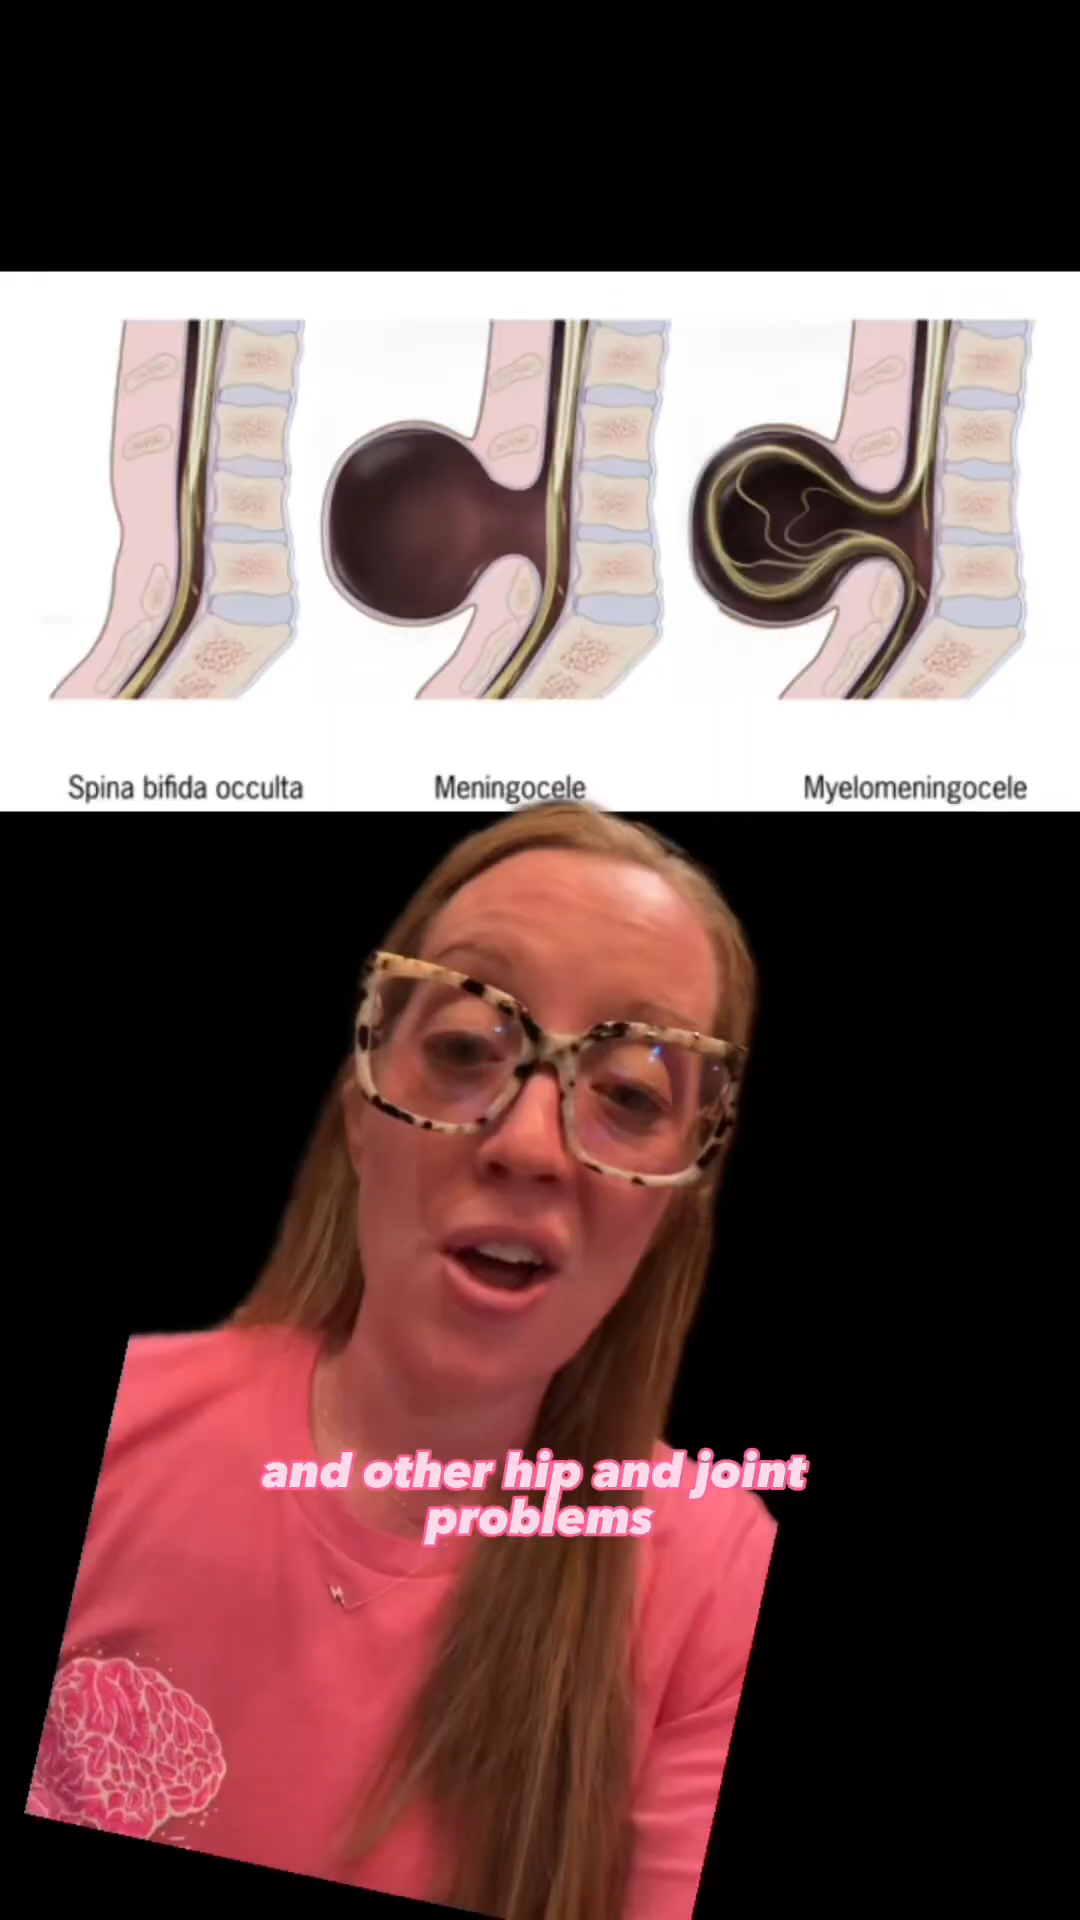 Spina bifida occulta
Meningocele
Myelomeningocele
and other hip and joint
problems